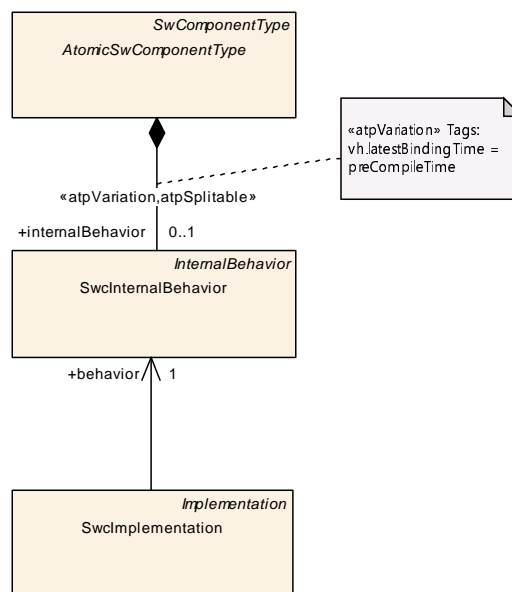 SwComponentType
AtomicSwComponentType
«atpVariation» Tags:
vh.latestBindingTime =
preCompileTime
«atpVariation,atpSplitable»
+internalBehavior 0..1
InternalBehavior
SwcInternalBehavior
+behavior 1
Implementation
SwcImplementation